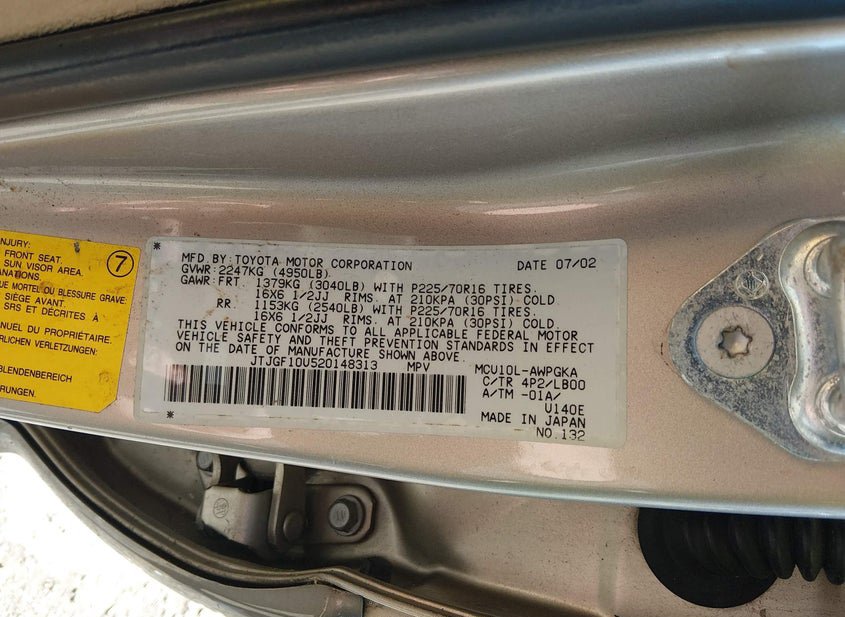 NJURY:
FRONT SEAT.
SUN VISOR AREA.
ANATIONS.
7
UE MORTEL OU BLESSURE GRAVE.
SIÈGE AVANT.
SRS ET DÉCRITES À
NUEL DU PROPRIÉTAIRE.
RLICHEN VERLETZUNGEN:
BLENDENBEREICH
RUNGEN.
MFD. BY: TOYOTA MOTOR CORPORATION DATE 07/02
GVWR: 2247KG (4950LB)
GAWR: FRT 1379KG (3040LB) WITH P225/70R16 TIRES.
16X6 1/2JJ RIMS. AT 210KPA (30PSI) COLD
RR. 1153KG (2540LB) WITH P225/70R16 TIRES.
16X6 1/2JJ RIMS. AT 210KPA (30PSI) COLD
THIS VEHICLE CONFORMS TO ALL APPLICABLE FEDERAL MOTOR
VEHICLE SAFETY AND THEFT PREVENTION STANDARDS IN EFFECT
ON THE DATE OF MANUFACTURE SHOWN ABOVE.
JTJGF10U520148313 MPV MCU10L-AWPGKA
C/TR 4P2/LB00
A/TM -01A/
U140E
MADE IN JAPAN
NO.132